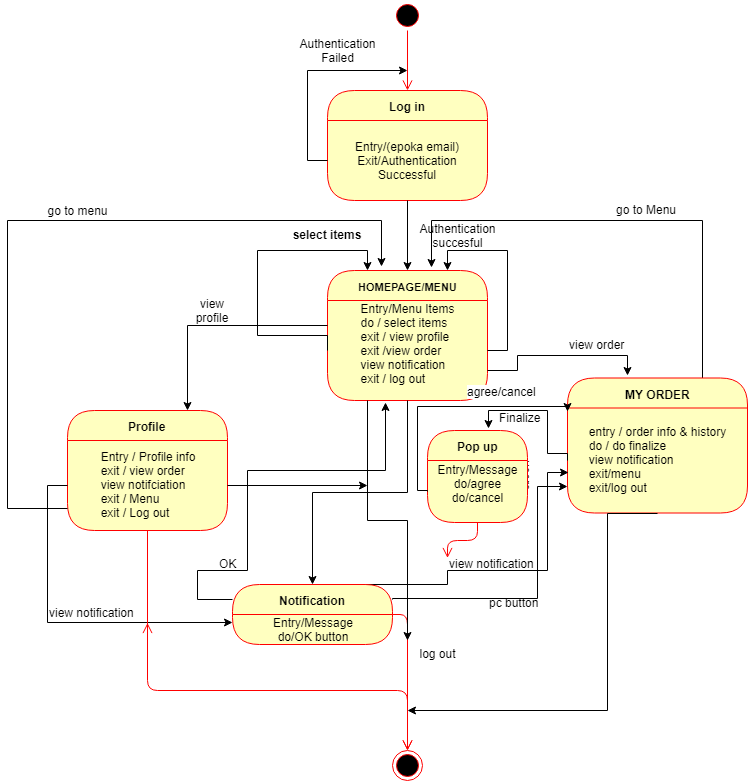 Authentication
Failed
Log in
Entry/(epoka email)
Exit/Authentication
Successful
go to menu
go to Menu
select items
Authentication
succesful
HOMEPAGE/MENU
Entry/Menu Items
do / select items
exit / view profile
exit /view order
view notification
exit / log out
view
profile
view order
agree/cancel
MY ORDER
entry / order info & history
do / do finalize
view notification
exit/menu
exit/log out
Finalize
Profile
Entry / Profile info
exit / view order
view notifciation
exit / Menu
exit / Log out
Pop up
Entry/Message
do/agree
do/cancel
OK
view notification
Notification
Entry/Message
do/OK button
pc button
view notification
log out